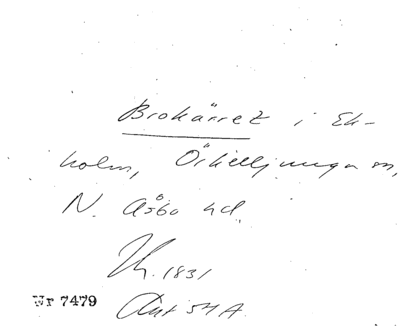 Brokärret i Ek-
holm, Örkelljunga sn,
N. Åsbo hd.
1831
Nr 7479